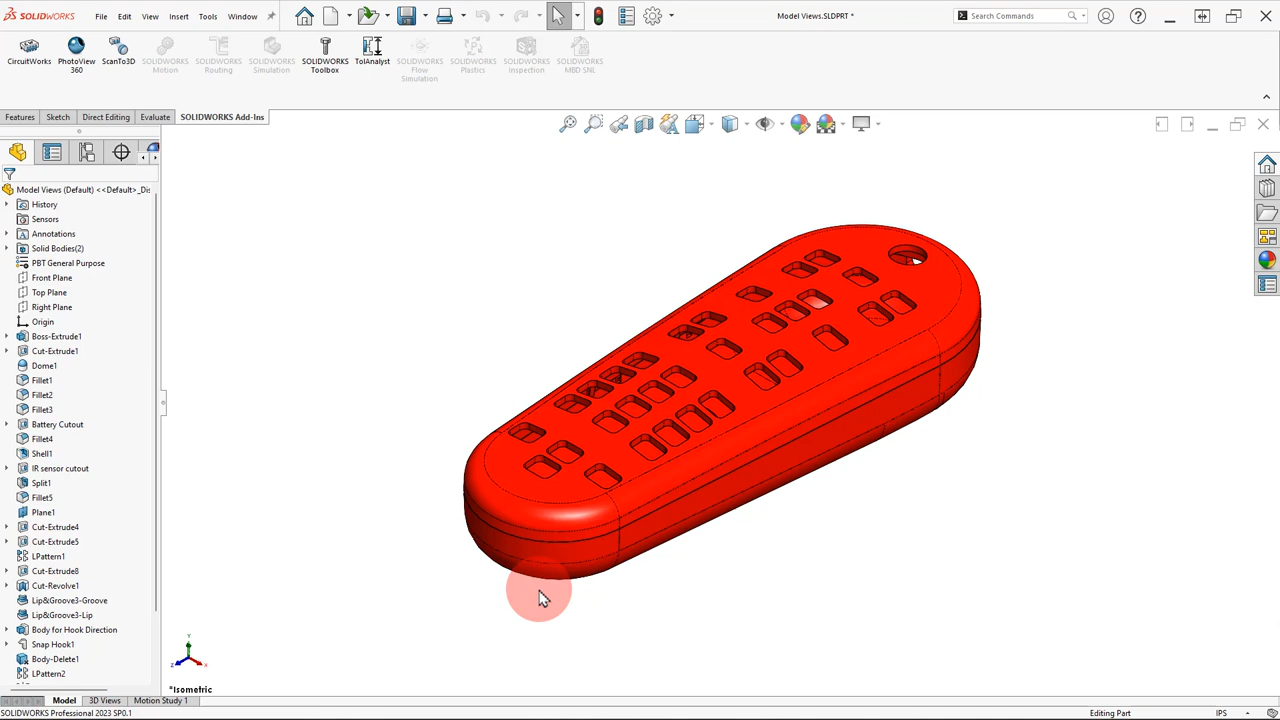 SOLIDWORKS
File Edit View Insert Tools Window
Model Views.SLDPRT *
Search Commands
CircuitWorks
PhotoView 360
ScanTo3D
SOLIDWORKS Motion
SOLIDWORKS Routing
SOLIDWORKS Simulation
SOLIDWORKS Toolbox
TolAnalyst
SOLIDWORKS Flow Simulation
SOLIDWORKS Plastics
SOLIDWORKS Inspection
SOLIDWORKS MBD SNL
Features Sketch Direct Editing Evaluate SOLIDWORKS Add-Ins
Model Views (Default) <<Default>_Dis
History
Sensors
Annotations
Solid Bodies(2)
PBT General Purpose
Front Plane
Top Plane
Right Plane
Origin
Boss-Extrude1
Cut-Extrude1
Dome1
Fillet1
Fillet2
Fillet3
Battery Cutout
Fillet4
Shell1
IR sensor cutout
Split1
Fillet5
Plane1
Cut-Extrude4
Cut-Extrude5
LPattern1
Cut-Extrude8
Cut-Revolve1
Lip&Groove3-Groove
Lip&Groove3-Lip
Body for Hook Direction
Snap Hook1
Body-Delete1
LPattern2
Y
Z
X
*Isometric
Model 3D Views Motion Study 1
SOLIDWORKS Professional 2023 SP0.1
Editing Part
IPS